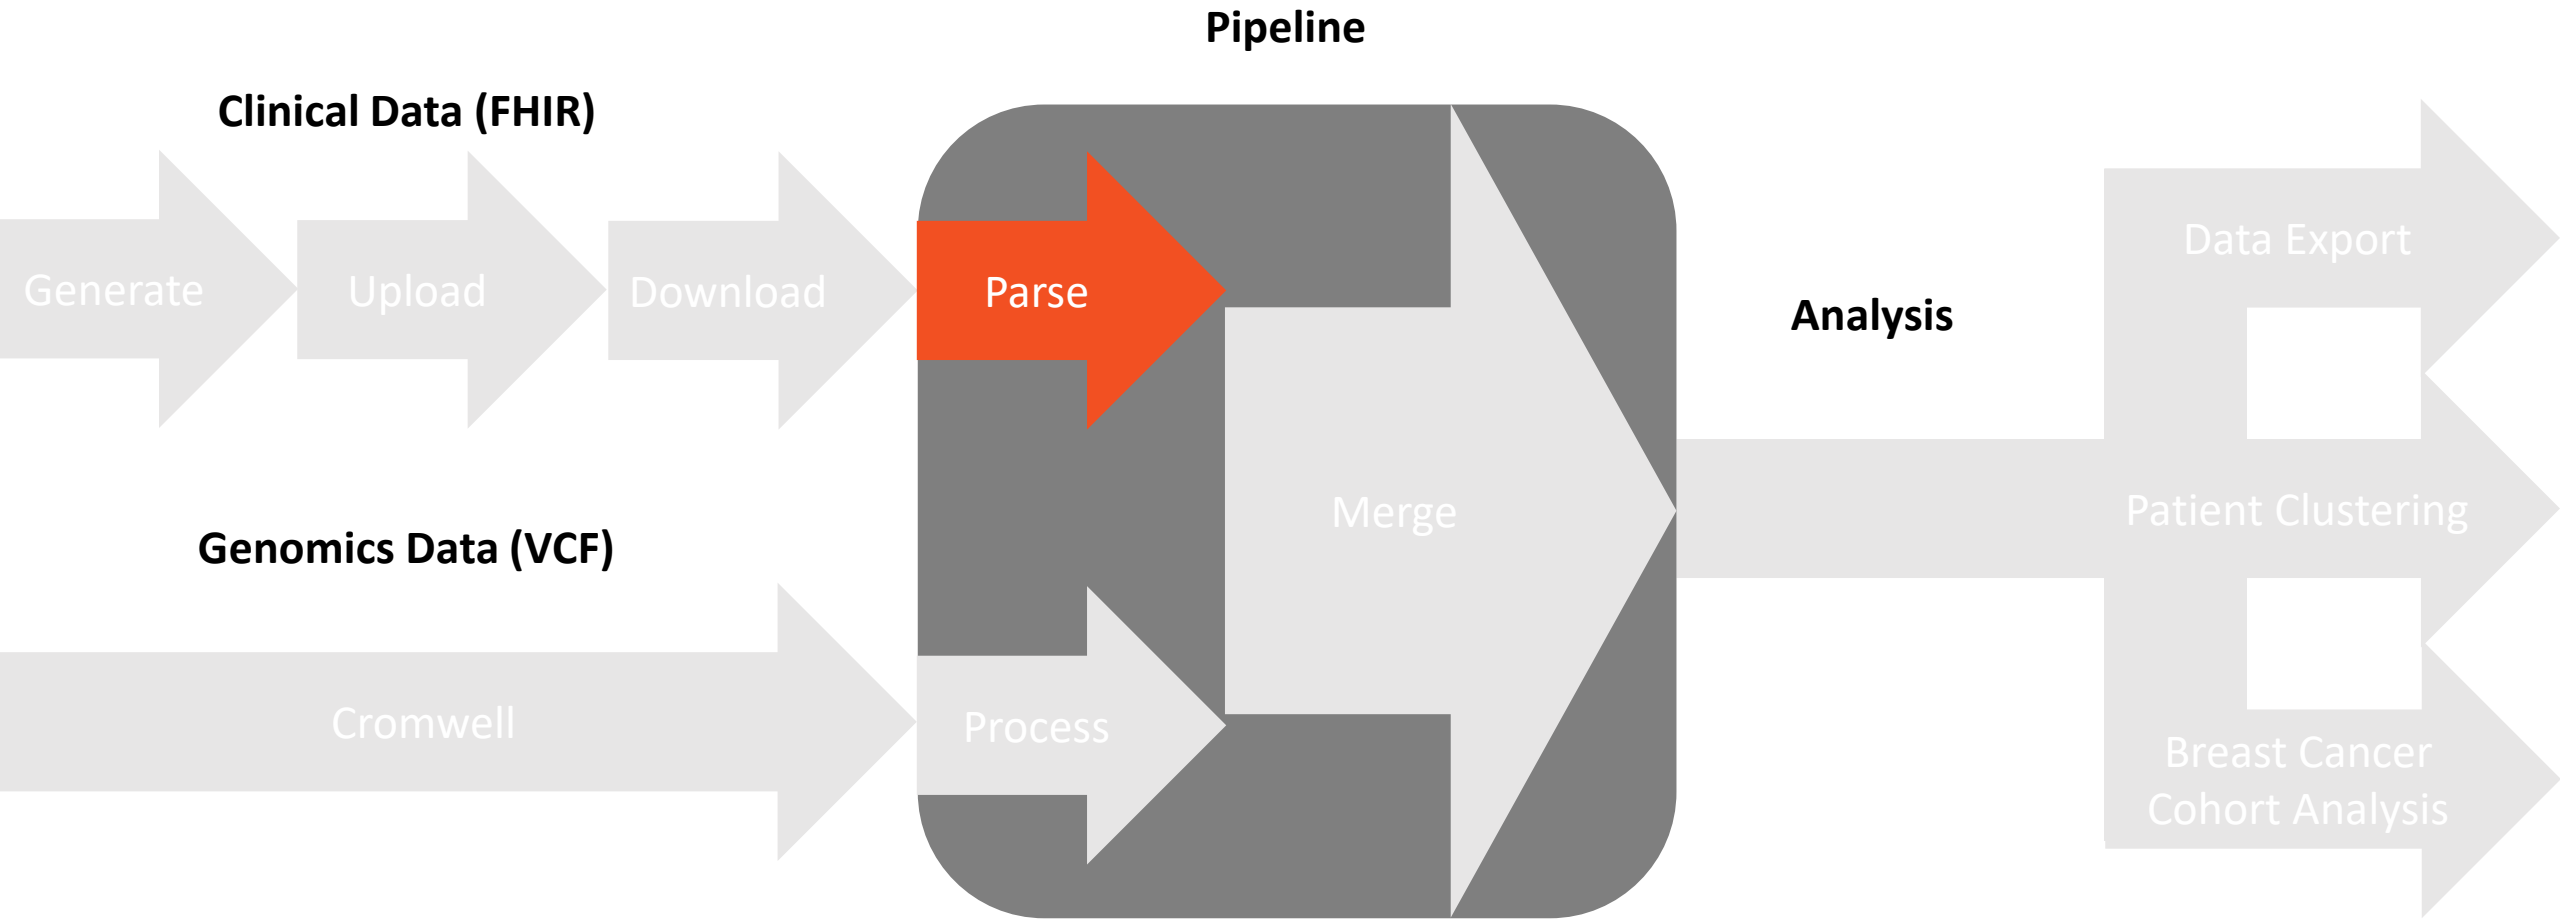 Pipeline
Clinical Data (FHIR)
Generate
Upload
Download
Parse
Genomics Data (VCF)
Cromwell
Process
Merge
Analysis
Data Export
Patient Clustering
Breast Cancer
Cohort Analysis